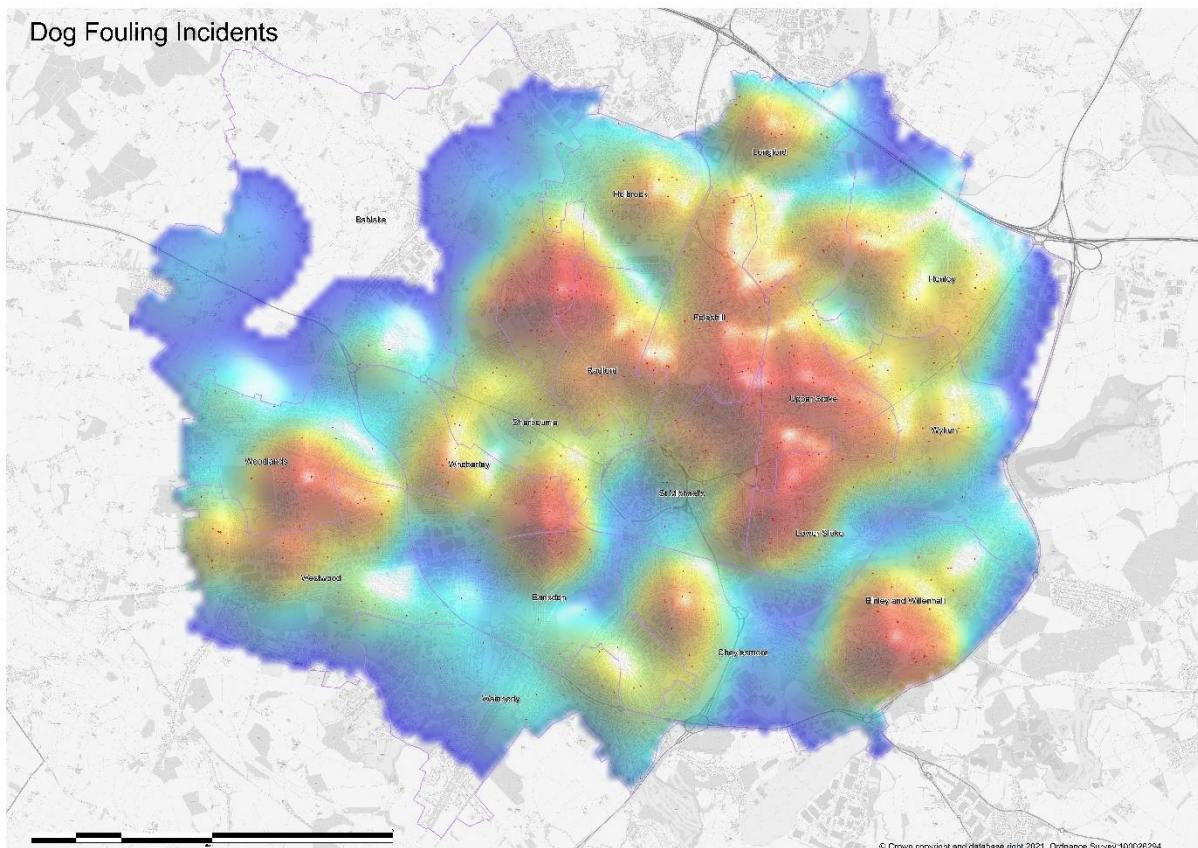 Dog Fouling Incidents
Longford
Holbrook
Bablake
Henley
Foleshill
Radford
Upper Stoke
Sherbourne
Wyken
Woodlands
Whoberley
St Michael's
Lower Stoke
Westwood
Earlsdon
Binley and Willenhall
Cheylesmore
Wainbody
© Crown copyright and database right 2021. Ordnance Survey 100026294